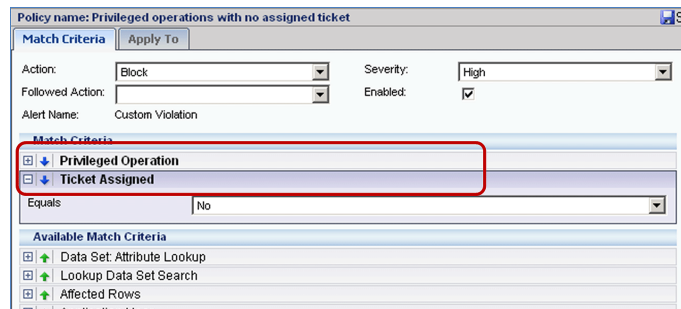 Policy name: Privileged operations with no assigned ticket
Match Criteria Apply To
Action: Block Severity: High
Followed Action: Enabled:
Alert Name: Custom Violation
Match Criteria
Privileged Operation
Ticket Assigned
Equals No
Available Match Criteria
Data Set: Attribute Lookup
Lookup Data Set Search
Affected Rows